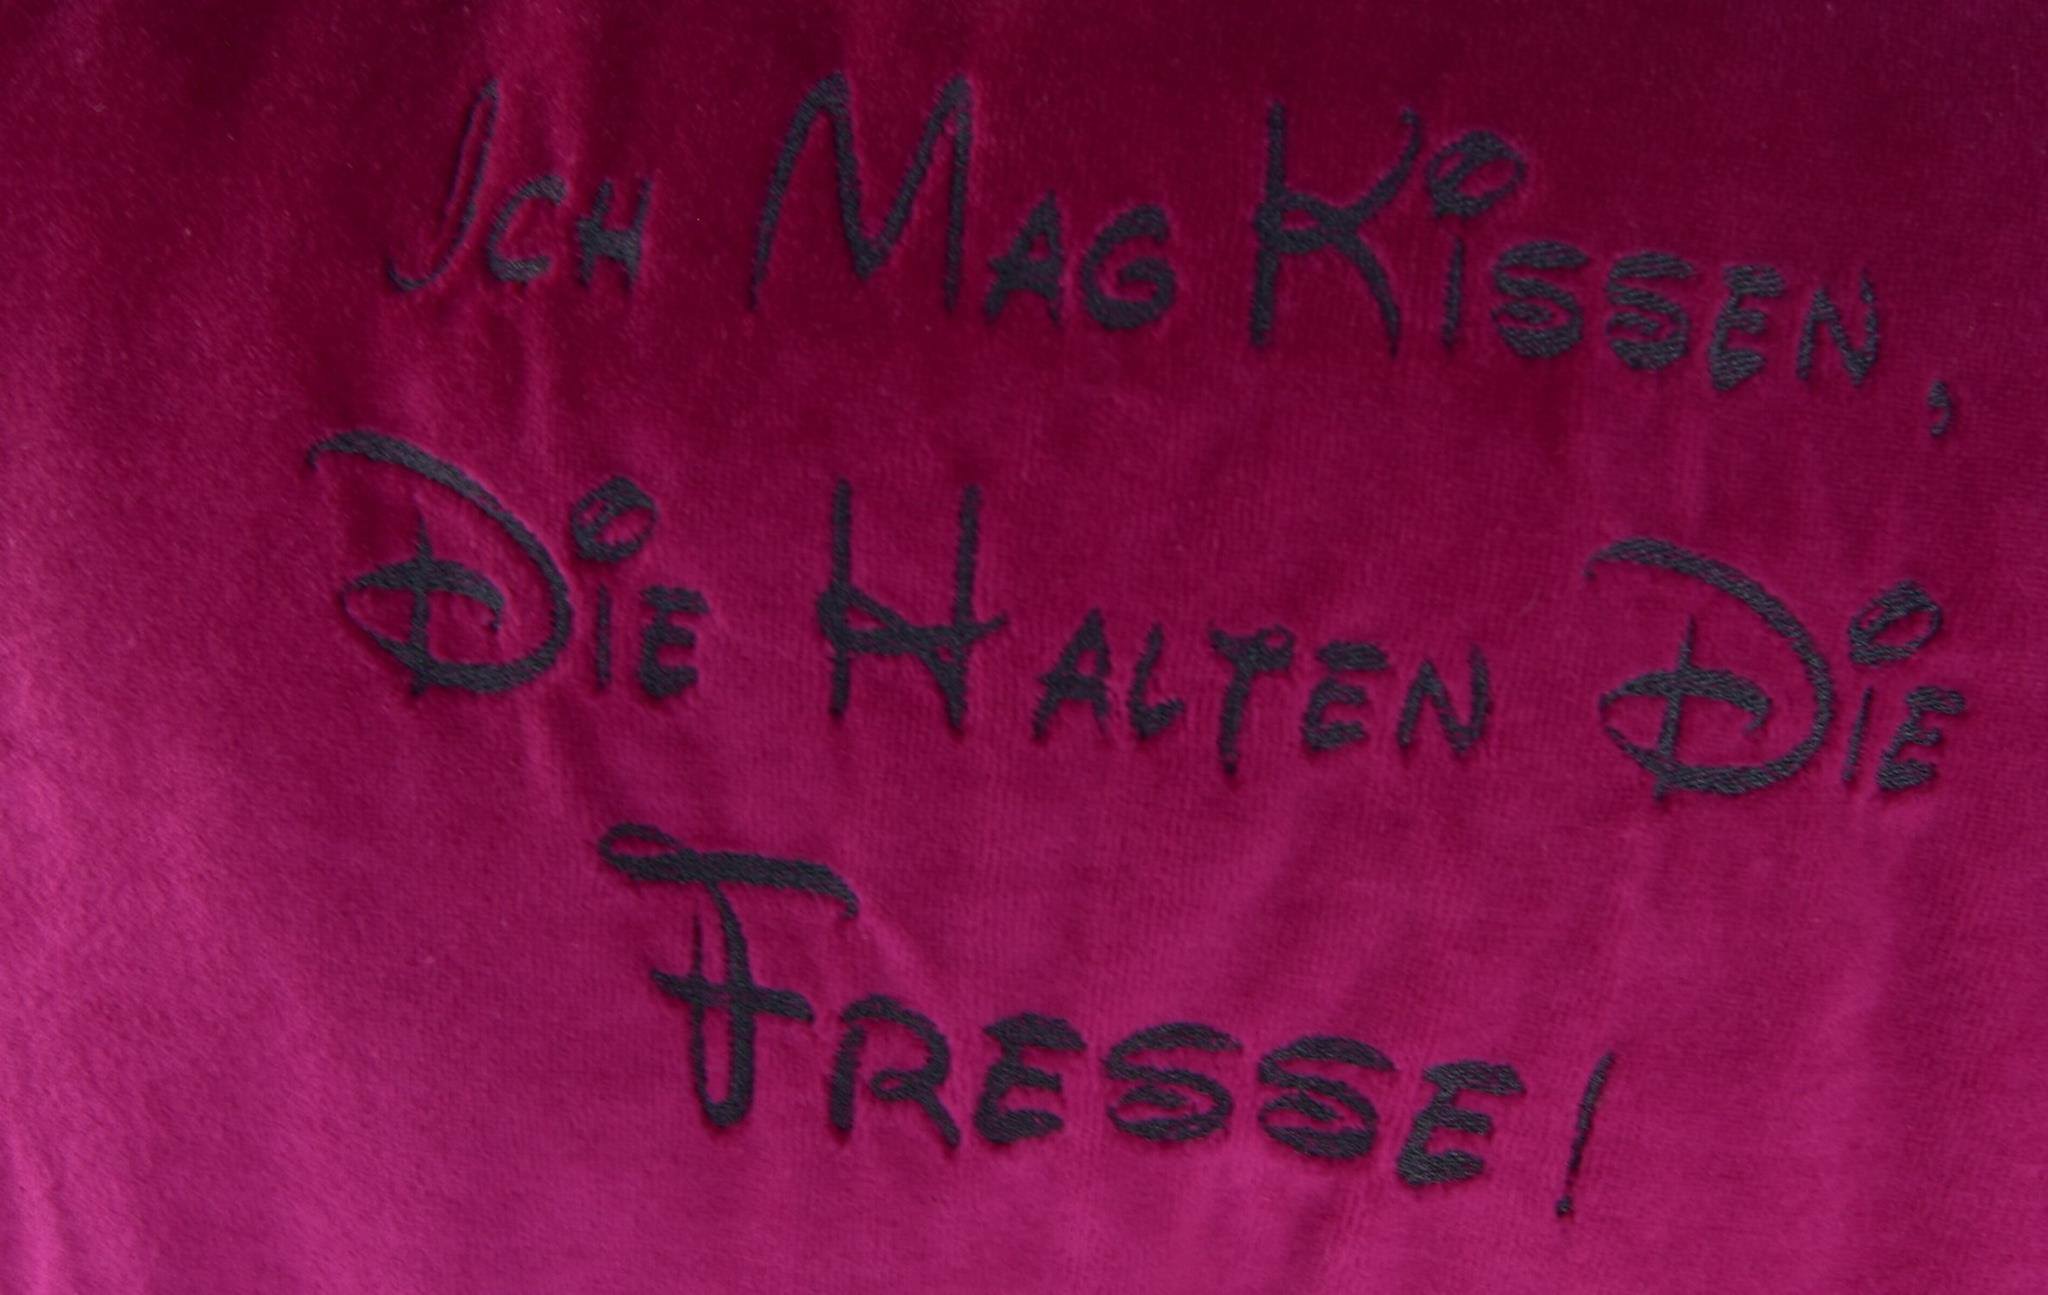 Ich Mag Kissen,
Die Halten Die
Fresse!